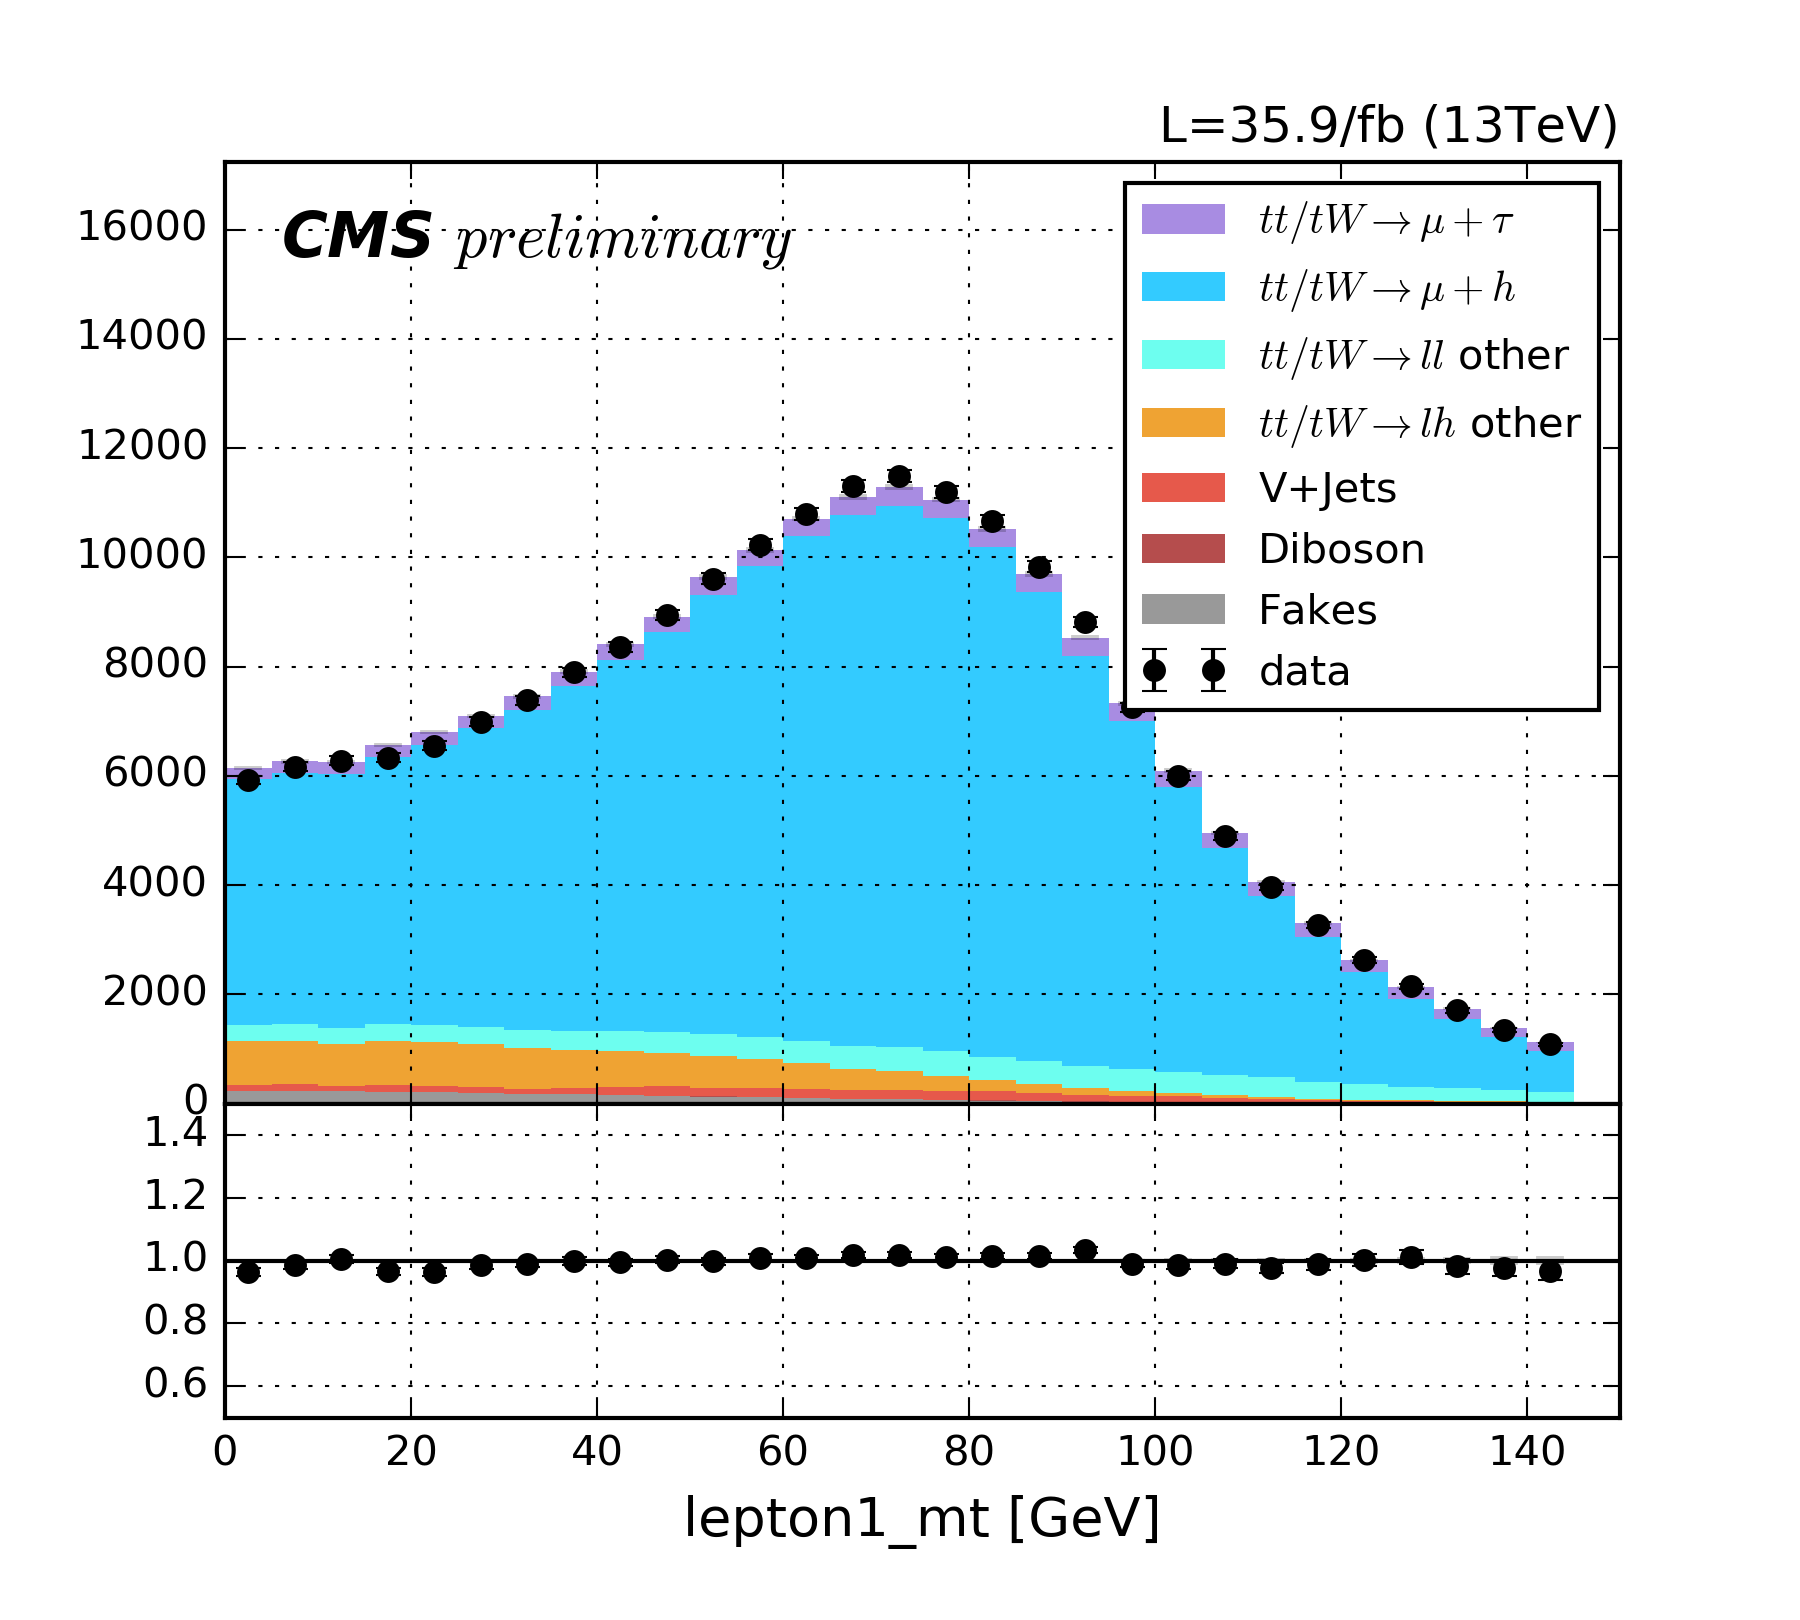 L=35.9/fb (13TeV)
CMS preliminary
tt/tW→μ+τ
tt/tW→μ+h
tt/tW→ll other
tt/tW→lh other
V+Jets
Diboson
Fakes
data
16000
14000
12000
10000
8000
6000
4000
2000
0
1.4
1.2
1.0
0.8
0.6
0 20 40 60 80 100 120 140
lepton1_mt [GeV]